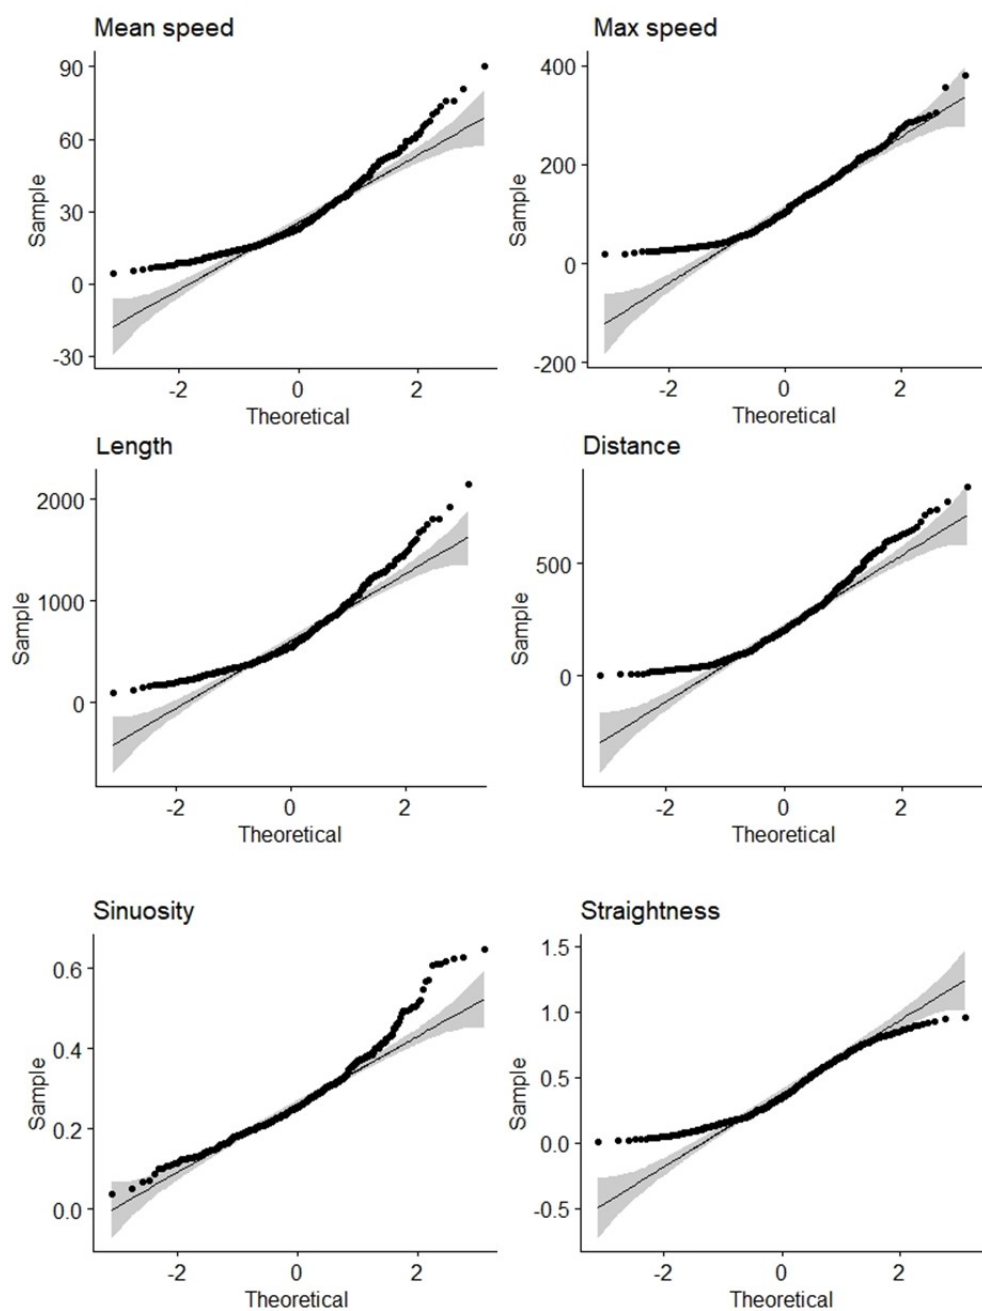 Mean speed
90
60
30
0
-30
Sample
-2 0 2
Theoretical
Max speed
400
200
0
-200
Sample
-2 0 2
Theoretical
Length
2000
1000
0
Sample
-2 0 2
Theoretical
Distance
500
0
Sample
-2 0 2
Theoretical
Sinuosity
0.6
0.4
0.2
0.0
Sample
-2 0 2
Theoretical
Straightness
1.5
1.0
0.5
0.0
-0.5
Sample
-2 0 2
Theoretical